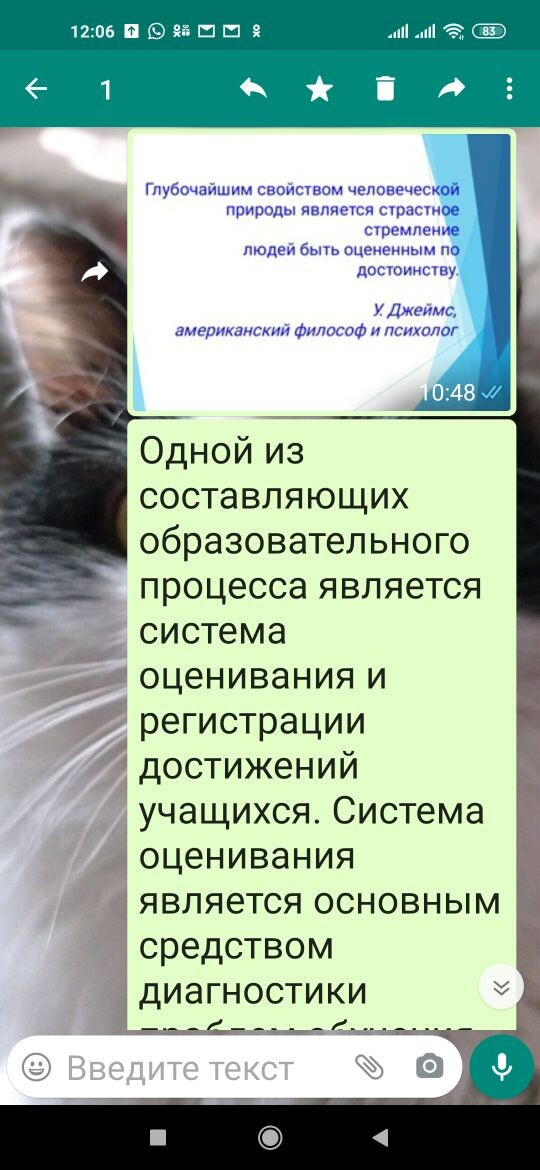 12:06
83
1
Глубочайшим свойством человеческой
природы является страстное
стремление
людей быть оцененным по
достоинству.
У. Джеймс,
американский философ и психолог
10:48
Одной из
составляющих
образовательного
процесса является
система
оценивания и
регистрации
достижений
учащихся. Система
оценивания
является основным
средством
диагностики
проблем обучения
Введите текст